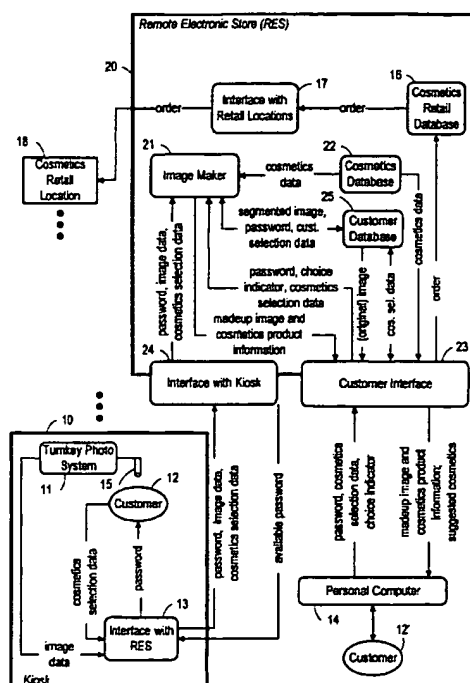 Remote Electronic Store (RES)
20
17
16
Interface with
Retail Locations
Cosmetics
Retail
Database
order
order
18
Cosmetics
Retail
Location
21
Image Maker
cosmetics
data
22
Cosmetics
Database
25
Customer
Database
segmented image,
password, cust.
selection data
password, image data,
cosmetics selection data
password, choice
indicator, cosmetics
selection data
madeup image and
cosmetics product
information
(original) image
cos. sel. data
cosmetics data
order
24
Interface with Kiosk
23
Customer Interface
10
Turnkey Photo
System
11
15
12
Customer
cosmetics
selection data
password
13
Interface with
RES
image
data
Kiosk
password, image data,
cosmetics selection data
available password
password, cosmetics
selection data,
choice indicator
madeup image and
cosmetics product
information;
suggested cosmetics
Personal Computer
14
Customer
12'